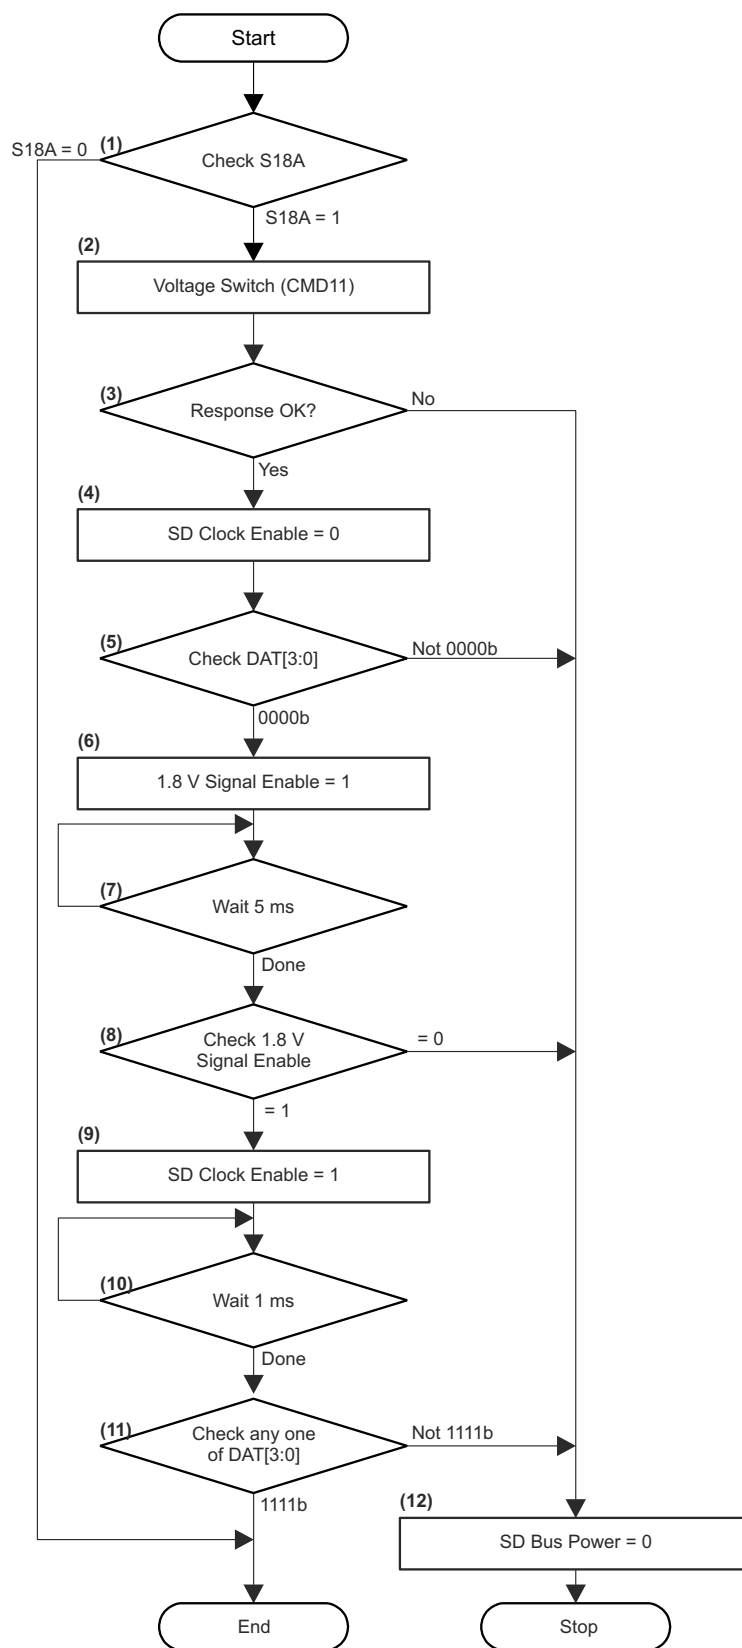 Start
S18A = 0
(1)
Check S18A
S18A = 1
(2)
Voltage Switch (CMD11)
(3)
Response OK?
No
Yes
(4)
SD Clock Enable = 0
(5)
Check DAT[3:0]
Not 0000b
0000b
(6)
1.8 V Signal Enable = 1
(7)
Wait 5 ms
Done
(8)
Check 1.8 V
Signal Enable
= 0
= 1
(9)
SD Clock Enable = 1
(10)
Wait 1 ms
Done
(11)
Check any one
of DAT[3:0]
Not 1111b
1111b
(12)
SD Bus Power = 0
End
Stop